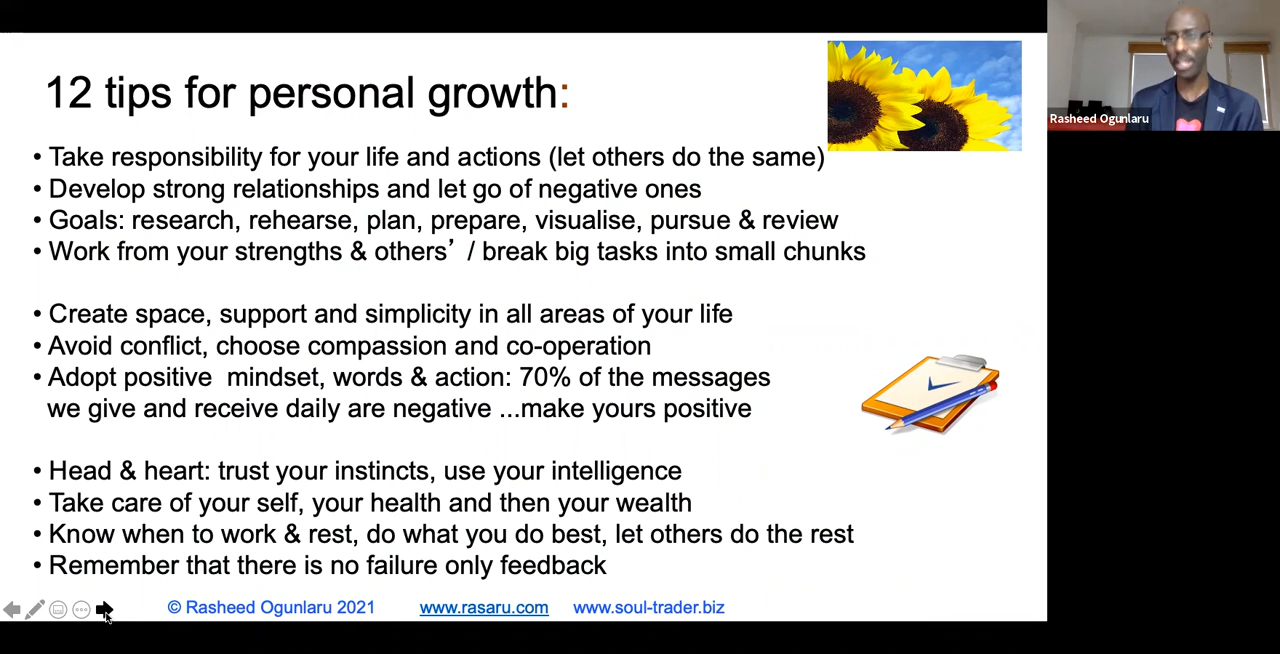 12 tips for personal growth:
• Take responsibility for your life and actions (let others do the same)
• Develop strong relationships and let go of negative ones
• Goals: research, rehearse, plan, prepare, visualise, pursue & review
• Work from your strengths & others’ / break big tasks into small chunks
• Create space, support and simplicity in all areas of your life
• Avoid conflict, choose compassion and co-operation
• Adopt positive mindset, words & action: 70% of the messages
we give and receive daily are negative ...make yours positive
• Head & heart: trust your instincts, use your intelligence
• Take care of your self, your health and then your wealth
• Know when to work & rest, do what you do best, let others do the rest
• Remember that there is no failure only feedback
© Rasheed Ogunlaru 2021 www.rasaru.com www.soul-trader.biz
Rasheed Ogunlaru